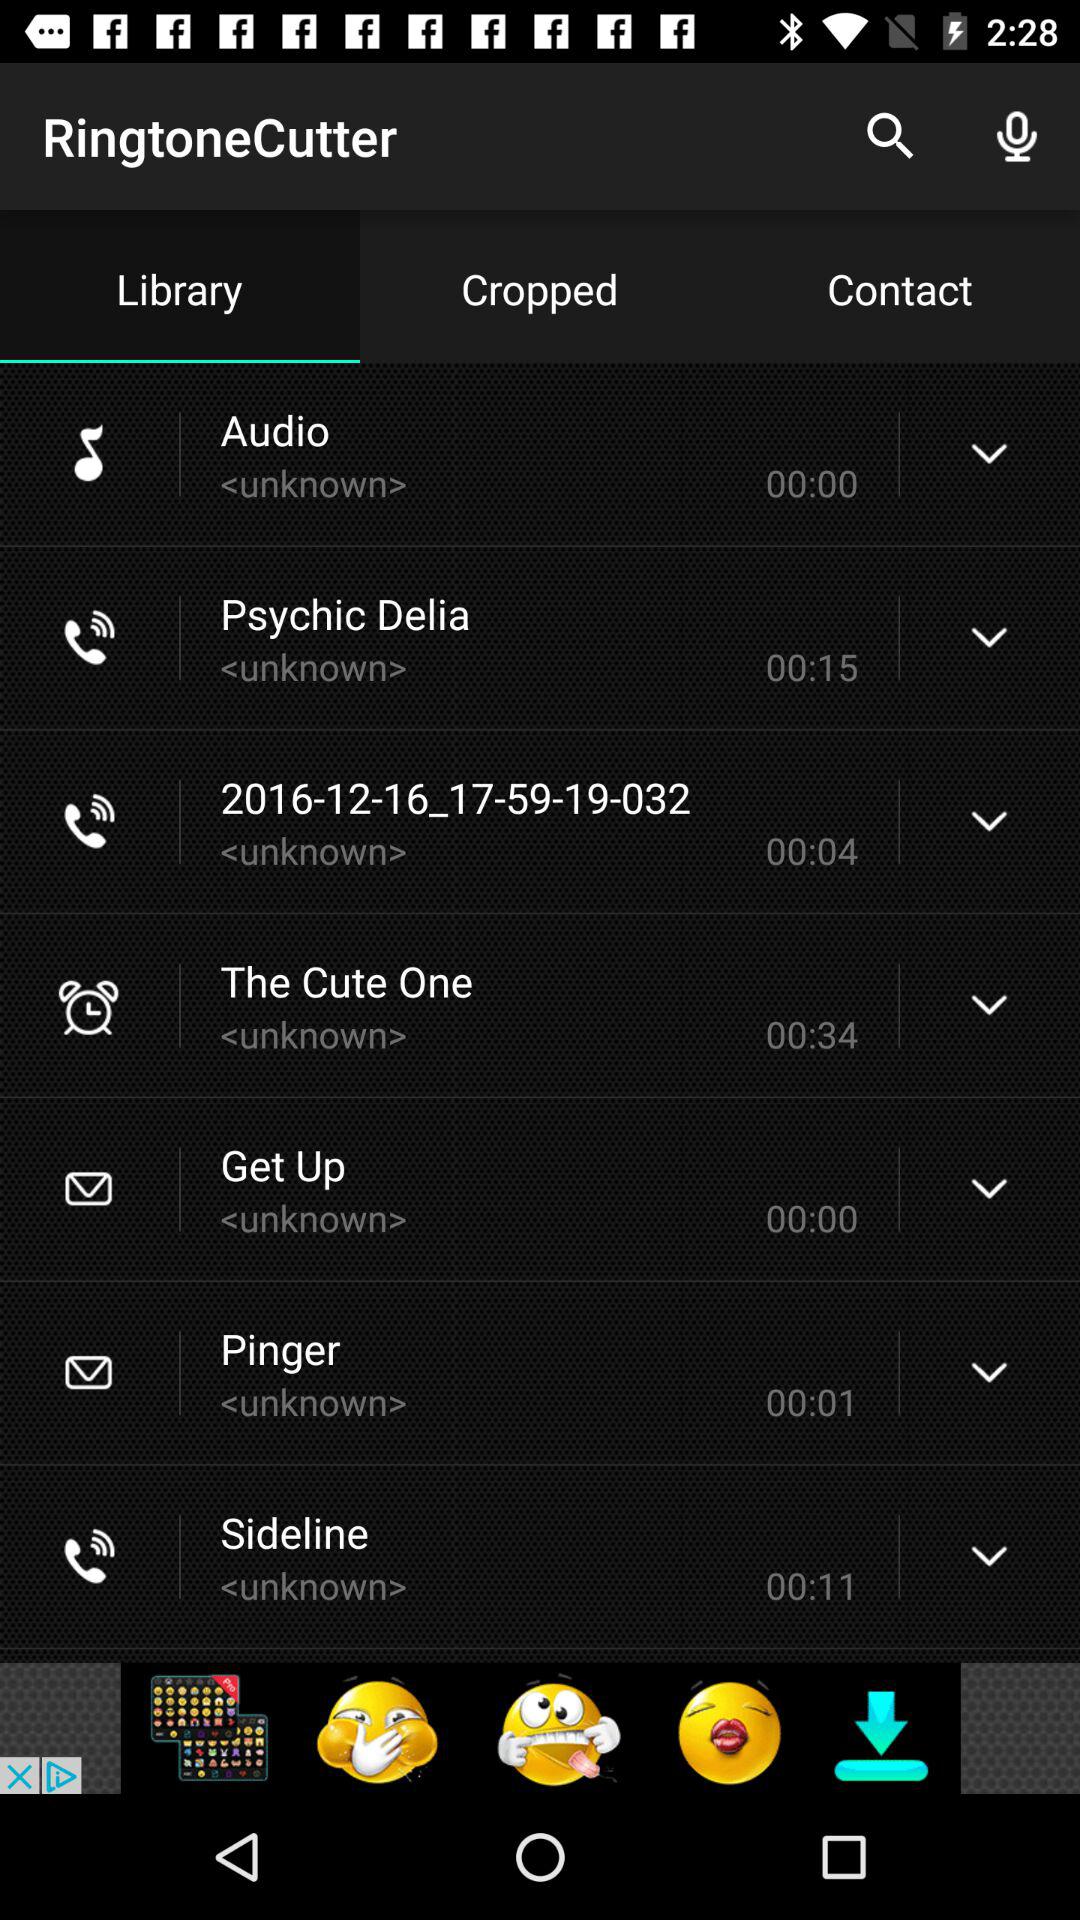 2:28
RingtoneCutter
Library Cropped Contact
Audio
<unknown> 00:00
Psychic Delia
<unknown> 00:15
2016-12-16_17-59-19-032
<unknown> 00:04
The Cute One
<unknown> 00:34
Get Up
<unknown> 00:00
Pinger
<unknown> 00:01
Sideline
<unknown> 00:11
Pro